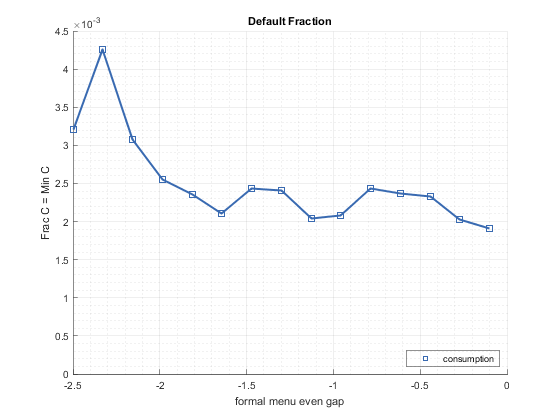 Default Fraction
×10⁻³
4.5
4
3.5
3
2.5
2
1.5
1
0.5
0
Frac C = Min C
-2.5 -2 -1.5 -1 -0.5 0
formal menu even gap
consumption